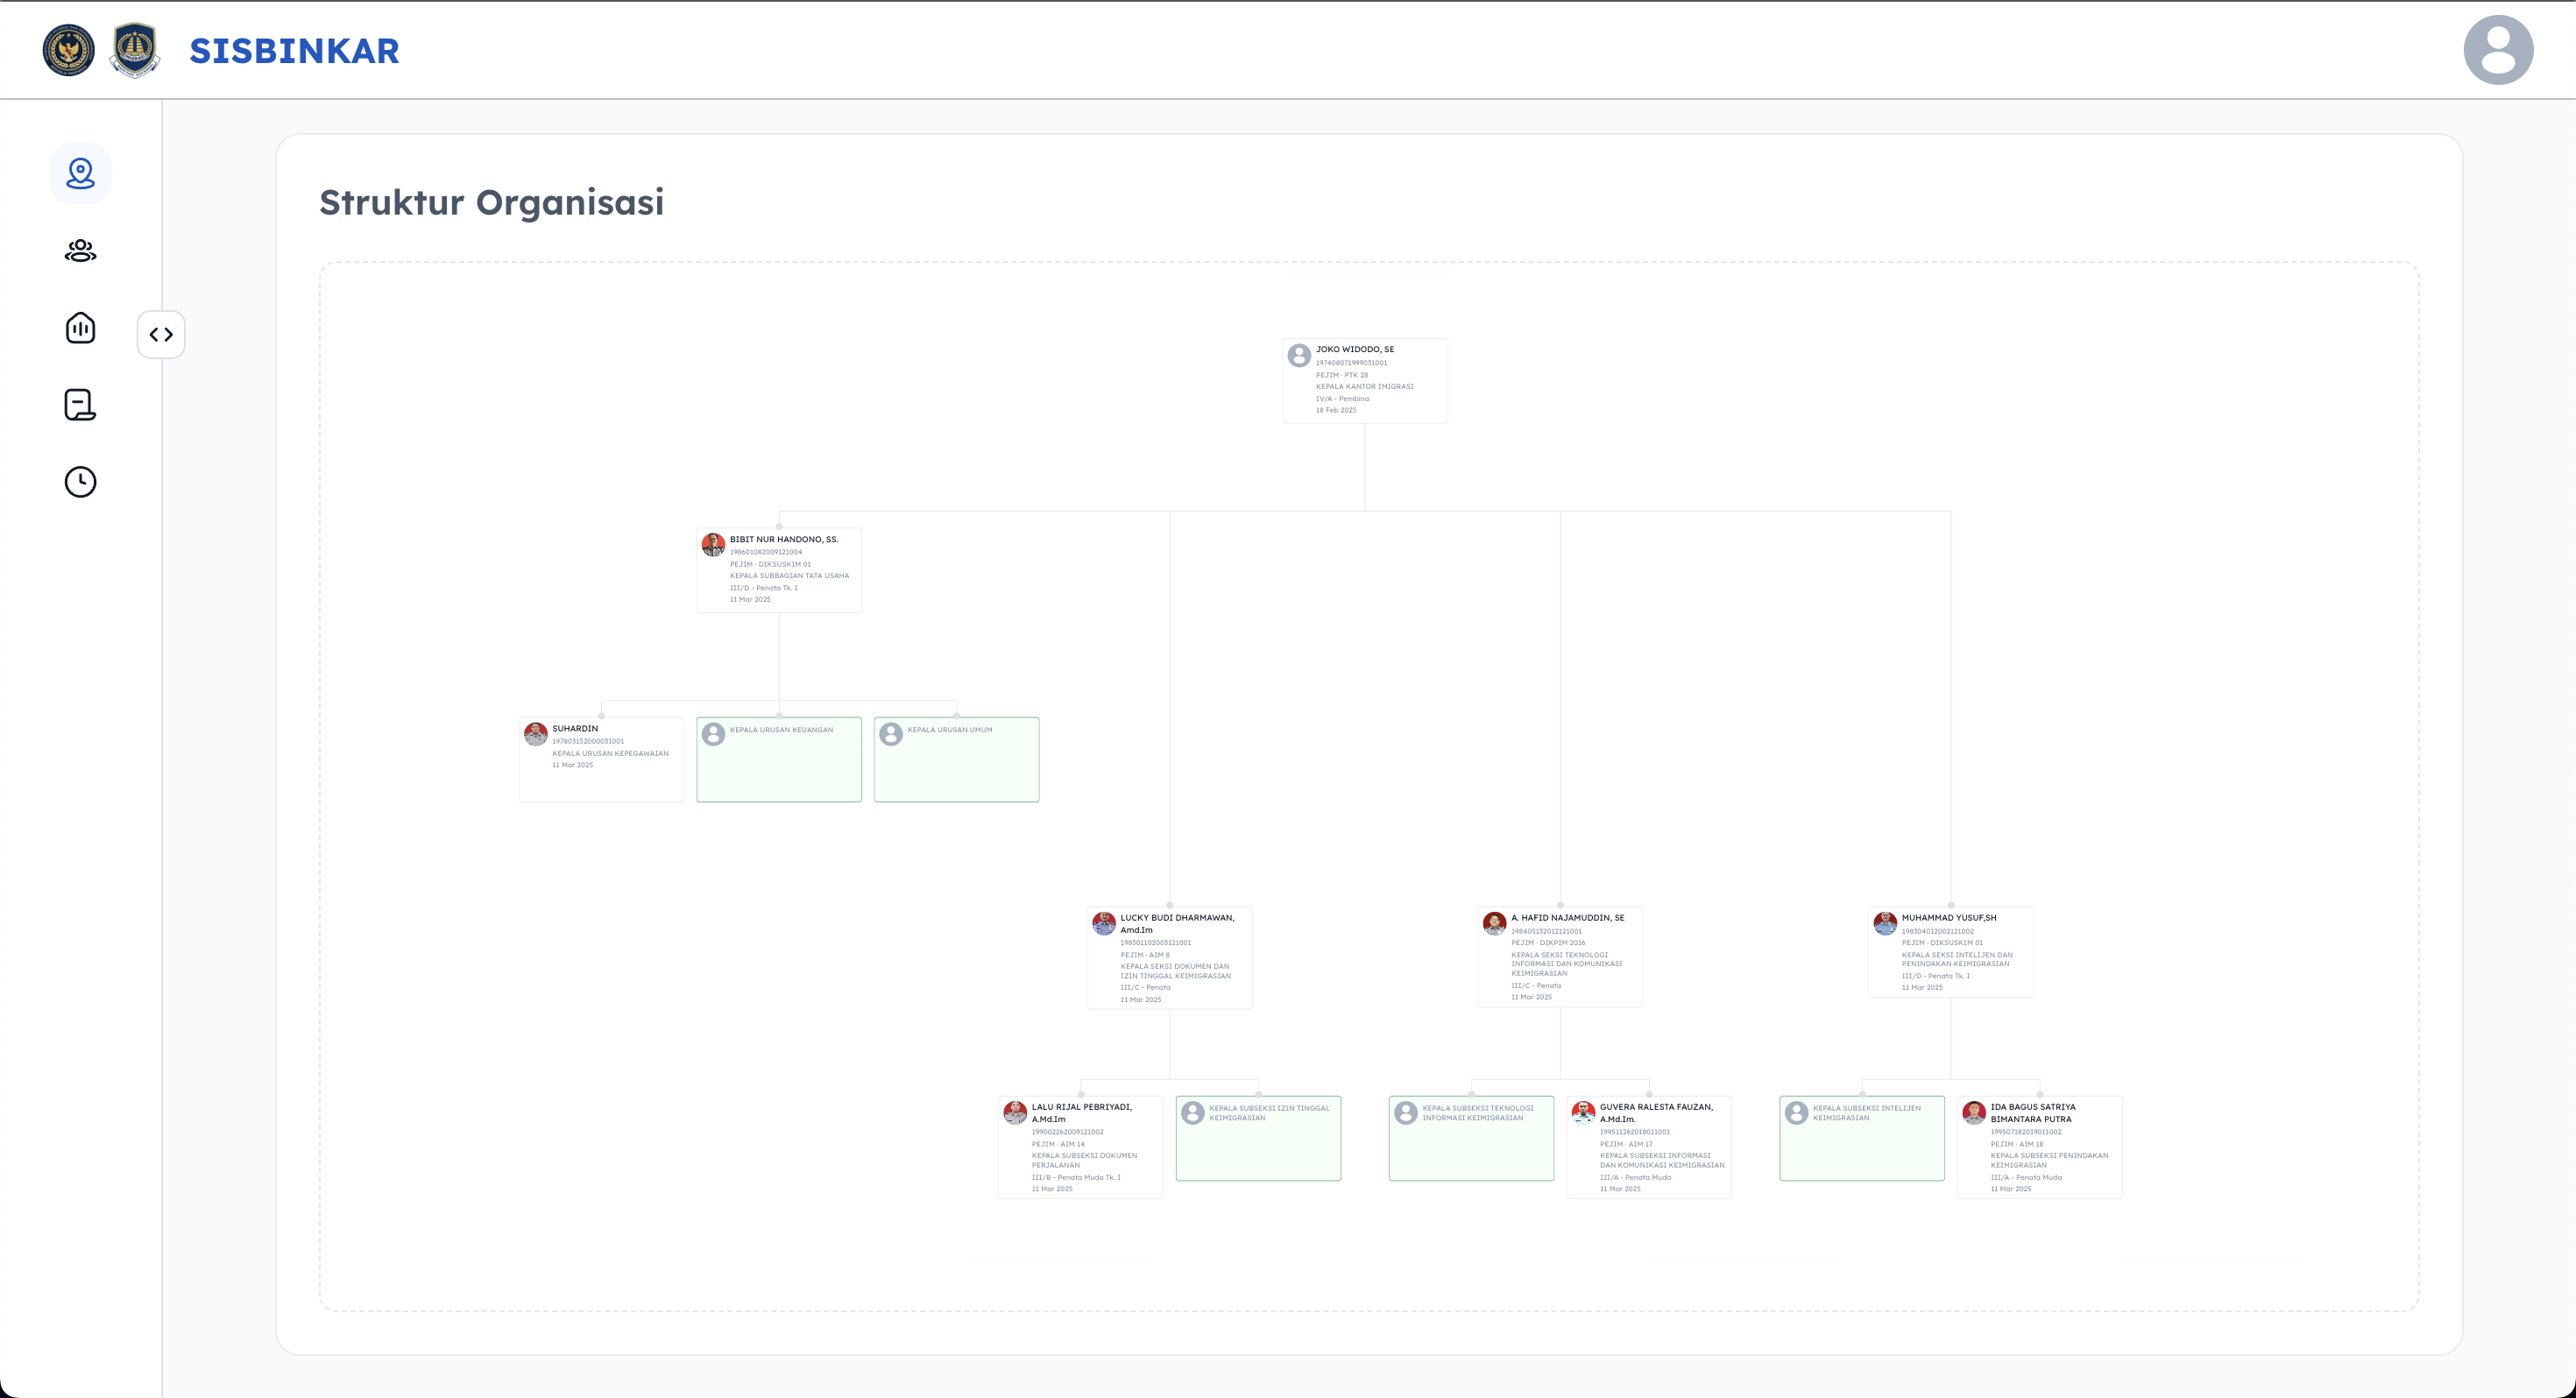 SISBINKAR
Struktur Organisasi
JOKO WIDODO, SE
197408071999031001
PEJIM - PTK 28
KEPALA KANTOR IMIGRASI
IV/A - Pembina
18 Feb 2025
BIBIT NUR HANDONO, SS.
198601082009121004
PEJIM - DIKSUSKIM 01
KEPALA SUBBAGIAN TATA USAHA
III/D - Penata Tk. I
11 Mar 2025
SUHARDIN
197803152000031001
KEPALA URUSAN KEPEGAWAIAN
11 Mar 2025
KEPALA URUSAN KEUANGAN
KEPALA URUSAN UMUM
LUCKY BUDI DHARMAWAN,
Amd.Im
198301102003121001
PEJIM - AIM 8
KEPALA SEKSI DOKUMEN DAN
IZIN TINGGAL KEIMIGRASIAN
III/C - Penata
11 Mar 2025
A. HAFID NAJAMUDDIN, SE
198405132012121001
PEJIM - DIKPIM 2016
KEPALA SEKSI TEKNOLOGI
INFORMASI DAN KOMUNIKASI
KEIMIGRASIAN
III/C - Penata
11 Mar 2025
MUHAMMAD YUSUF,SH
198304012002121002
PEJIM - DIKSUSKIM 01
KEPALA SEKSI INTELIJEN DAN
PENINDAKAN KEIMIGRASIAN
III/D - Penata Tk. I
11 Mar 2025
LALU RIJAL PEBRIYADI,
A.Md.Im
199002262009121002
PEJIM - AIM 14
KEPALA SUBSEKSI DOKUMEN
PERJALANAN
III/B - Penata Muda Tk. I
11 Mar 2025
KEPALA SUBSEKSI IZIN TINGGAL
KEIMIGRASIAN
KEPALA SUBSEKSI TEKNOLOGI
INFORMASI KEIMIGRASIAN
GUVERA RALESTA FAUZAN,
A.Md.Im.
199511262018011001
PEJIM - AIM 17
KEPALA SUBSEKSI INFORMASI
DAN KOMUNIKASI KEIMIGRASIAN
III/A - Penata Muda
11 Mar 2025
KEPALA SUBSEKSI INTELIJEN
KEIMIGRASIAN
IDA BAGUS SATRIYA
BIMANTARA PUTRA
199507182019011002
PEJIM - AIM 18
KEPALA SUBSEKSI PENINDAKAN
KEIMIGRASIAN
III/A - Penata Muda
11 Mar 2025